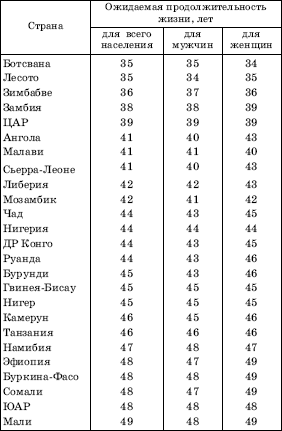 Страна
Ожидаемая продолжительность
жизни, лет
для всего
населения
для
мужчин
для
женщин
Ботсвана 35 35 34
Лесото 35 34 35
Зимбабве 36 37 36
Замбия 38 38 39
ЦАР 39 39 39
Ангола 41 40 43
Малави 41 41 40
Сьерра-Леоне 41 40 43
Либерия 42 42 43
Мозамбик 42 41 42
Чад 44 43 45
Нигерия 44 44 44
ДР Конго 44 43 45
Руанда 44 43 46
Бурунди 45 43 46
Гвинея-Бисау 45 45 45
Нигер 45 45 45
Камерун 46 45 46
Танзания 46 46 46
Намибия 47 48 47
Эфиопия 48 47 49
Буркина-Фасо 48 48 49
Сомали 48 47 49
ЮАР 48 48 48
Мали 49 48 49